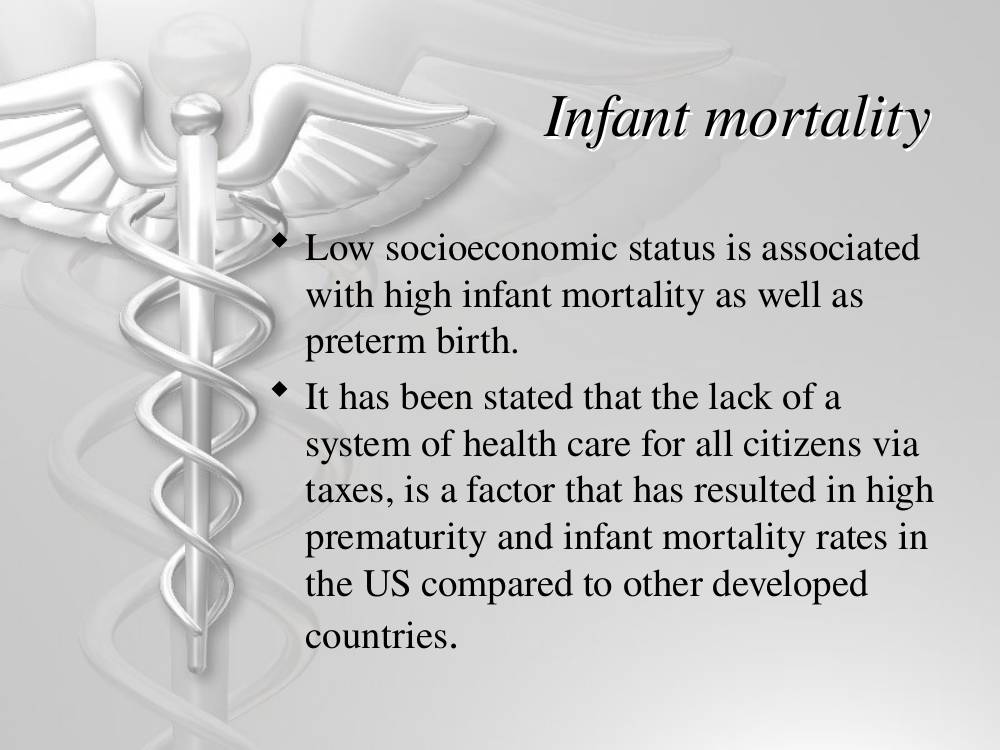 Infant mortality
Low socioeconomic status is associated
with high infant mortality as well as
preterm birth.
It has been stated that the lack of a
system of health care for all citizens via
taxes, is a factor that has resulted in high
prematurity and infant mortality rates in
the US compared to other developed
countries.